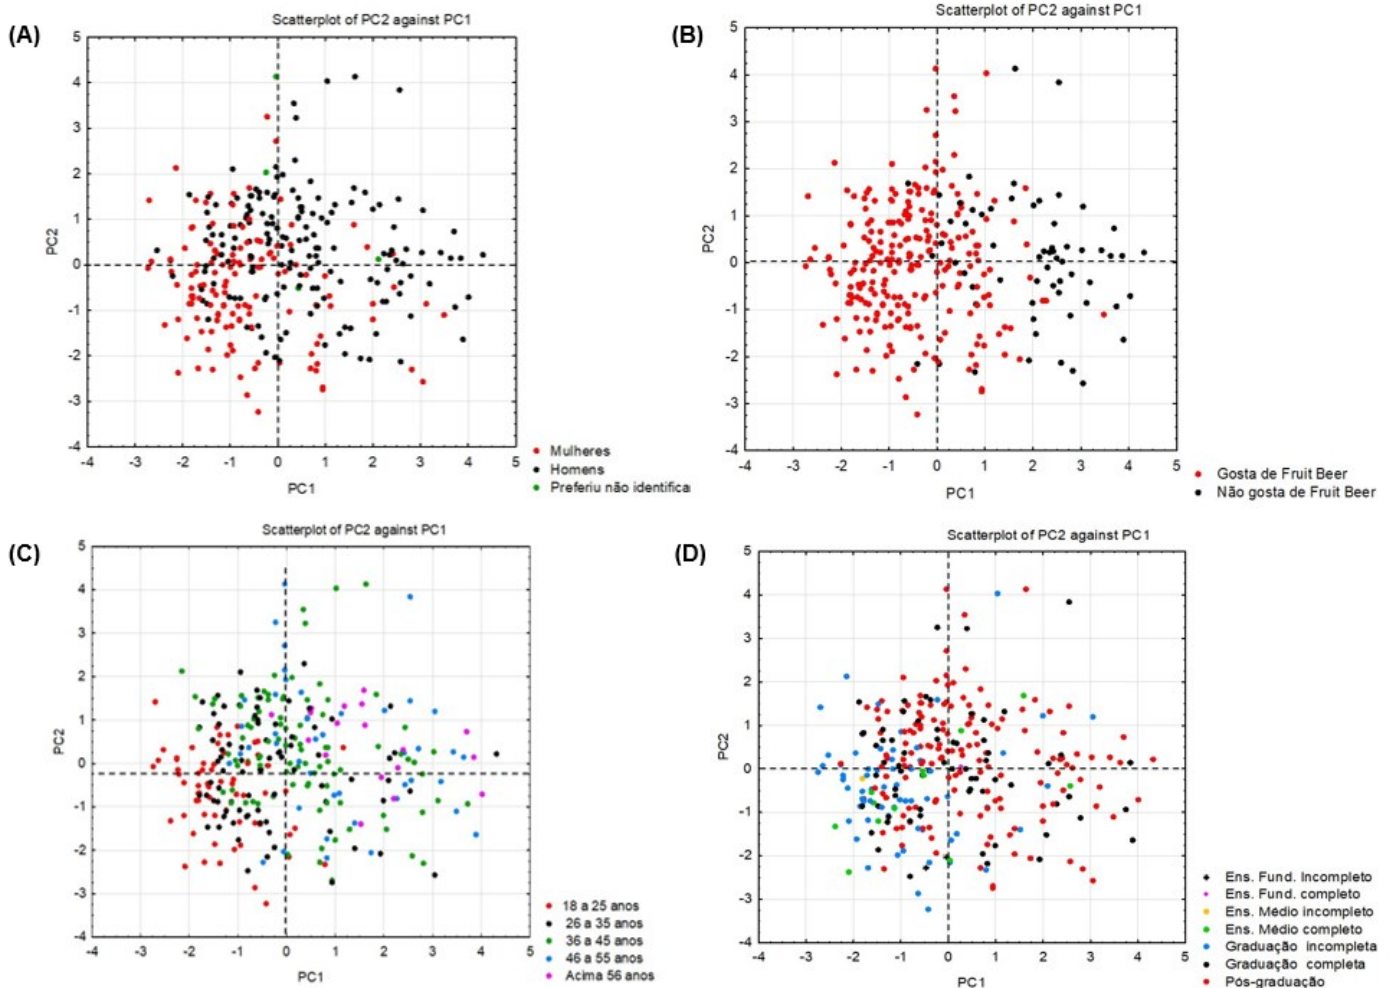 Scatterplot of PC2 against PC1
(A)
5
4
3
2
1
0
-1
-2
-3
-4
PC2
-4 -3 -2 -1 0 1 2 3 4 5
PC1
Mulheres
Homens
Preferiu não identifica
Scatterplot of PC2 against PC1
(B)
5
4
3
2
1
0
-1
-2
-3
-4
PC2
-4 -3 -2 -1 0 1 2 3 4 5
PC1
Gosta de Fruit Beer
Não gosta de Fruit Beer
Scatterplot of PC2 against PC1
(C)
5
4
3
2
1
0
-1
-2
-3
-4
PC2
-4 -3 -2 -1 0 1 2 3 4 5
PC1
18 a 25 anos
26 a 35 anos
36 a 45 anos
46 a 55 anos
Acima 56 anos
Scatterplot of PC2 against PC1
(D)
5
4
3
2
1
0
-1
-2
-3
-4
PC2
-4 -3 -2 -1 0 1 2 3 4 5
PC1
Ens. Fund. Incompleto
Ens. Fund. completo
Ens. Médio incompleto
Ens. Médio completo
Graduação incompleta
Graduação completa
Pós-graduação